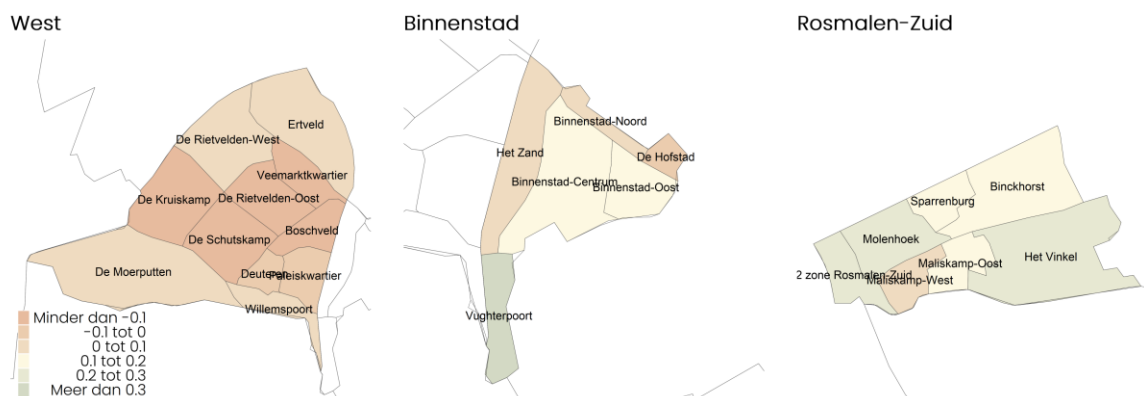 West
Ertveld
De Rietvelden-West
Veemarktkwartier
De Kruiskamp
De Rietvelden-Oost
Boschveld
De Schutskamp
De Moerputten
Deuteren
Paleiskwartier
Willemspoort
Minder dan -0.1
-0.1 tot 0
0 tot 0.1
0.1 tot 0.2
0.2 tot 0.3
Meer dan 0.3
Binnenstad
Binnenstad-Noord
Het Zand
De Hofstad
Binnenstad-Centrum
Binnenstad-Oost
Vughterpoort
Rosmalen-Zuid
Binckhorst
Sparrenburg
Molenhoek
Maliskamp-Oost
Het Vinkel
2 zone Rosmalen-Zuid
Maliskamp-West